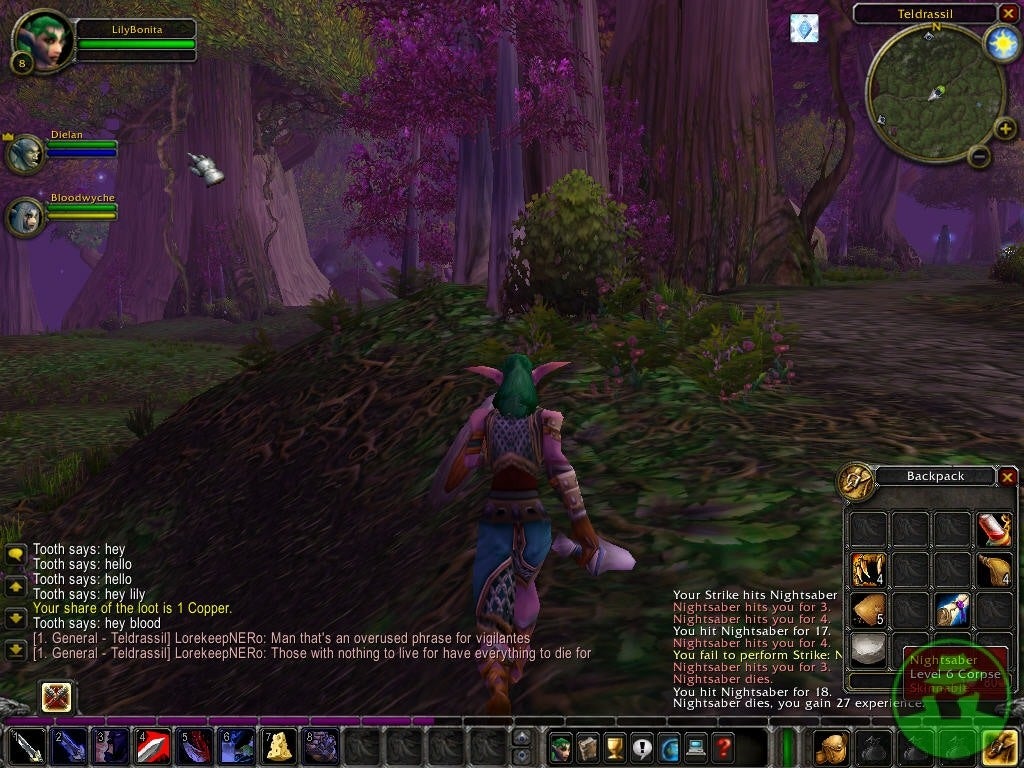 LilyBonita
8
Dielan
Bloodwyche
Teldrassil
N
Backpack
4
4
5
Tooth says: hey
Tooth says: hello
Tooth says: hello
Tooth says: hey lily
Your share of the loot is 1 Copper.
Tooth says: hey blood
[1. General - Teldrassil] LorekeepNERo: Man that's an overused phrase for vigilantes
[1. General - Teldrassil] LorekeepNERo: Those with nothing to live for have everything to die for
Your Strike hits Nightsaber
Nightsaber hits you for 3.
Nightsaber hits you for 4.
You hit Nightsaber for 17.
Nightsaber hits you for 4.
You fail to perform Strike: N
Nightsaber hits you for 3.
Nightsaber dies.
You hit Nightsaber for 18.
Nightsaber dies, you gain 27 experience.
Nightsaber
Level 6 Corpse
Skinnable
1 2 3 4 5 6 7 8